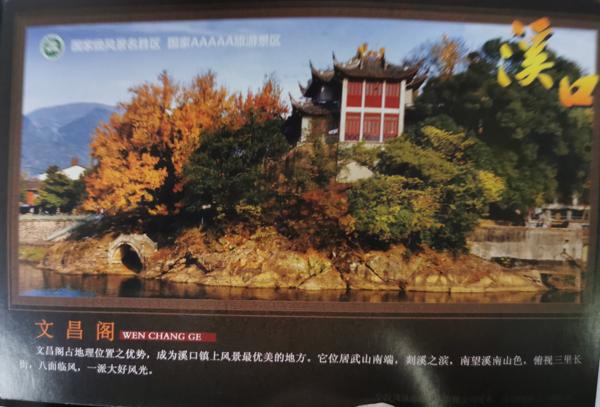 国家级风景名胜区 国家AAAAA旅游景区
溪口
文昌阁 WEN CHANG GE
文昌阁占地理位置之优势，成为溪口镇上风景最优美的地方。它位居武山南端，剡溪之滨，南望溪南山色，俯视三里长
街，八面临风，一派大好风光。